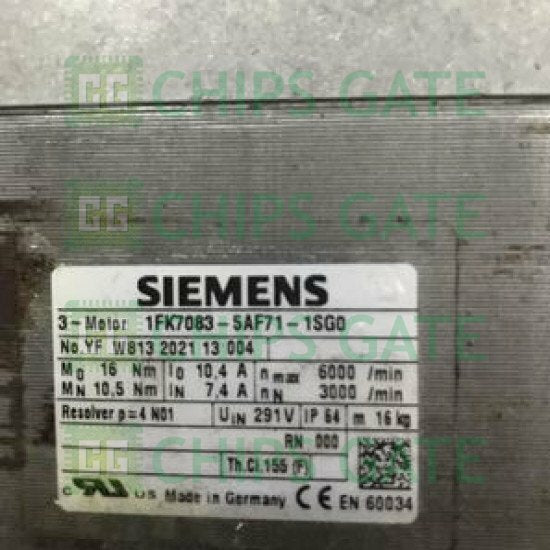 CHIPS GATE
CHIPS GATE
CHIPS GATE
SIEMENS
3-Motor 1FK7083-5AF71-1SG0
No.YF W813 2021 13 004
M0 16 Nm I0 10,4 A nmax 6000 /min
MN 10,5 Nm IN 7,4 A nN 3000 /min
Resolver p=4 N01 UIN 291V IP 64 m 16 kg
RN 000
Th.Cl.155 (F)
c RU US Made in Germany CE EN 60034